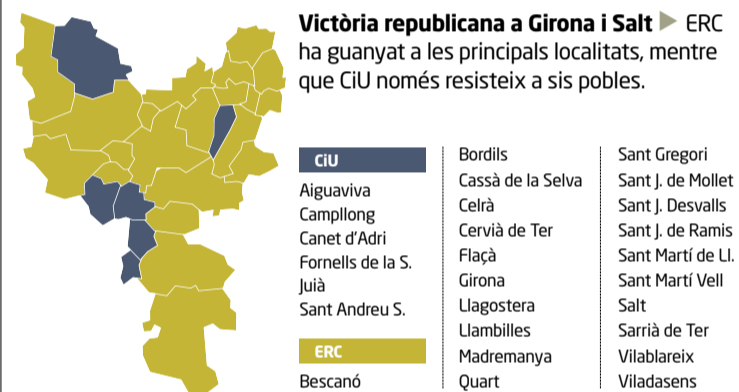 Victòria republicana a Girona i Salt ▶ ERC
ha guanyat a les principals localitats, mentre
que CiU només resisteix a sis pobles.
CiU
Aiguaviva
Campllong
Canet d'Adri
Fornells de la S.
Juià
Sant Andreu S.
ERC
Bescanó
Bordils
Cassà de la Selva
Celrà
Cervià de Ter
Flaçà
Girona
Llagostera
Llambilles
Madremanya
Quart
Sant Gregori
Sant J. de Mollet
Sant J. Desvalls
Sant J. de Ramis
Sant Martí de Ll.
Sant Martí Vell
Salt
Sarrià de Ter
Vilablareix
Viladasens